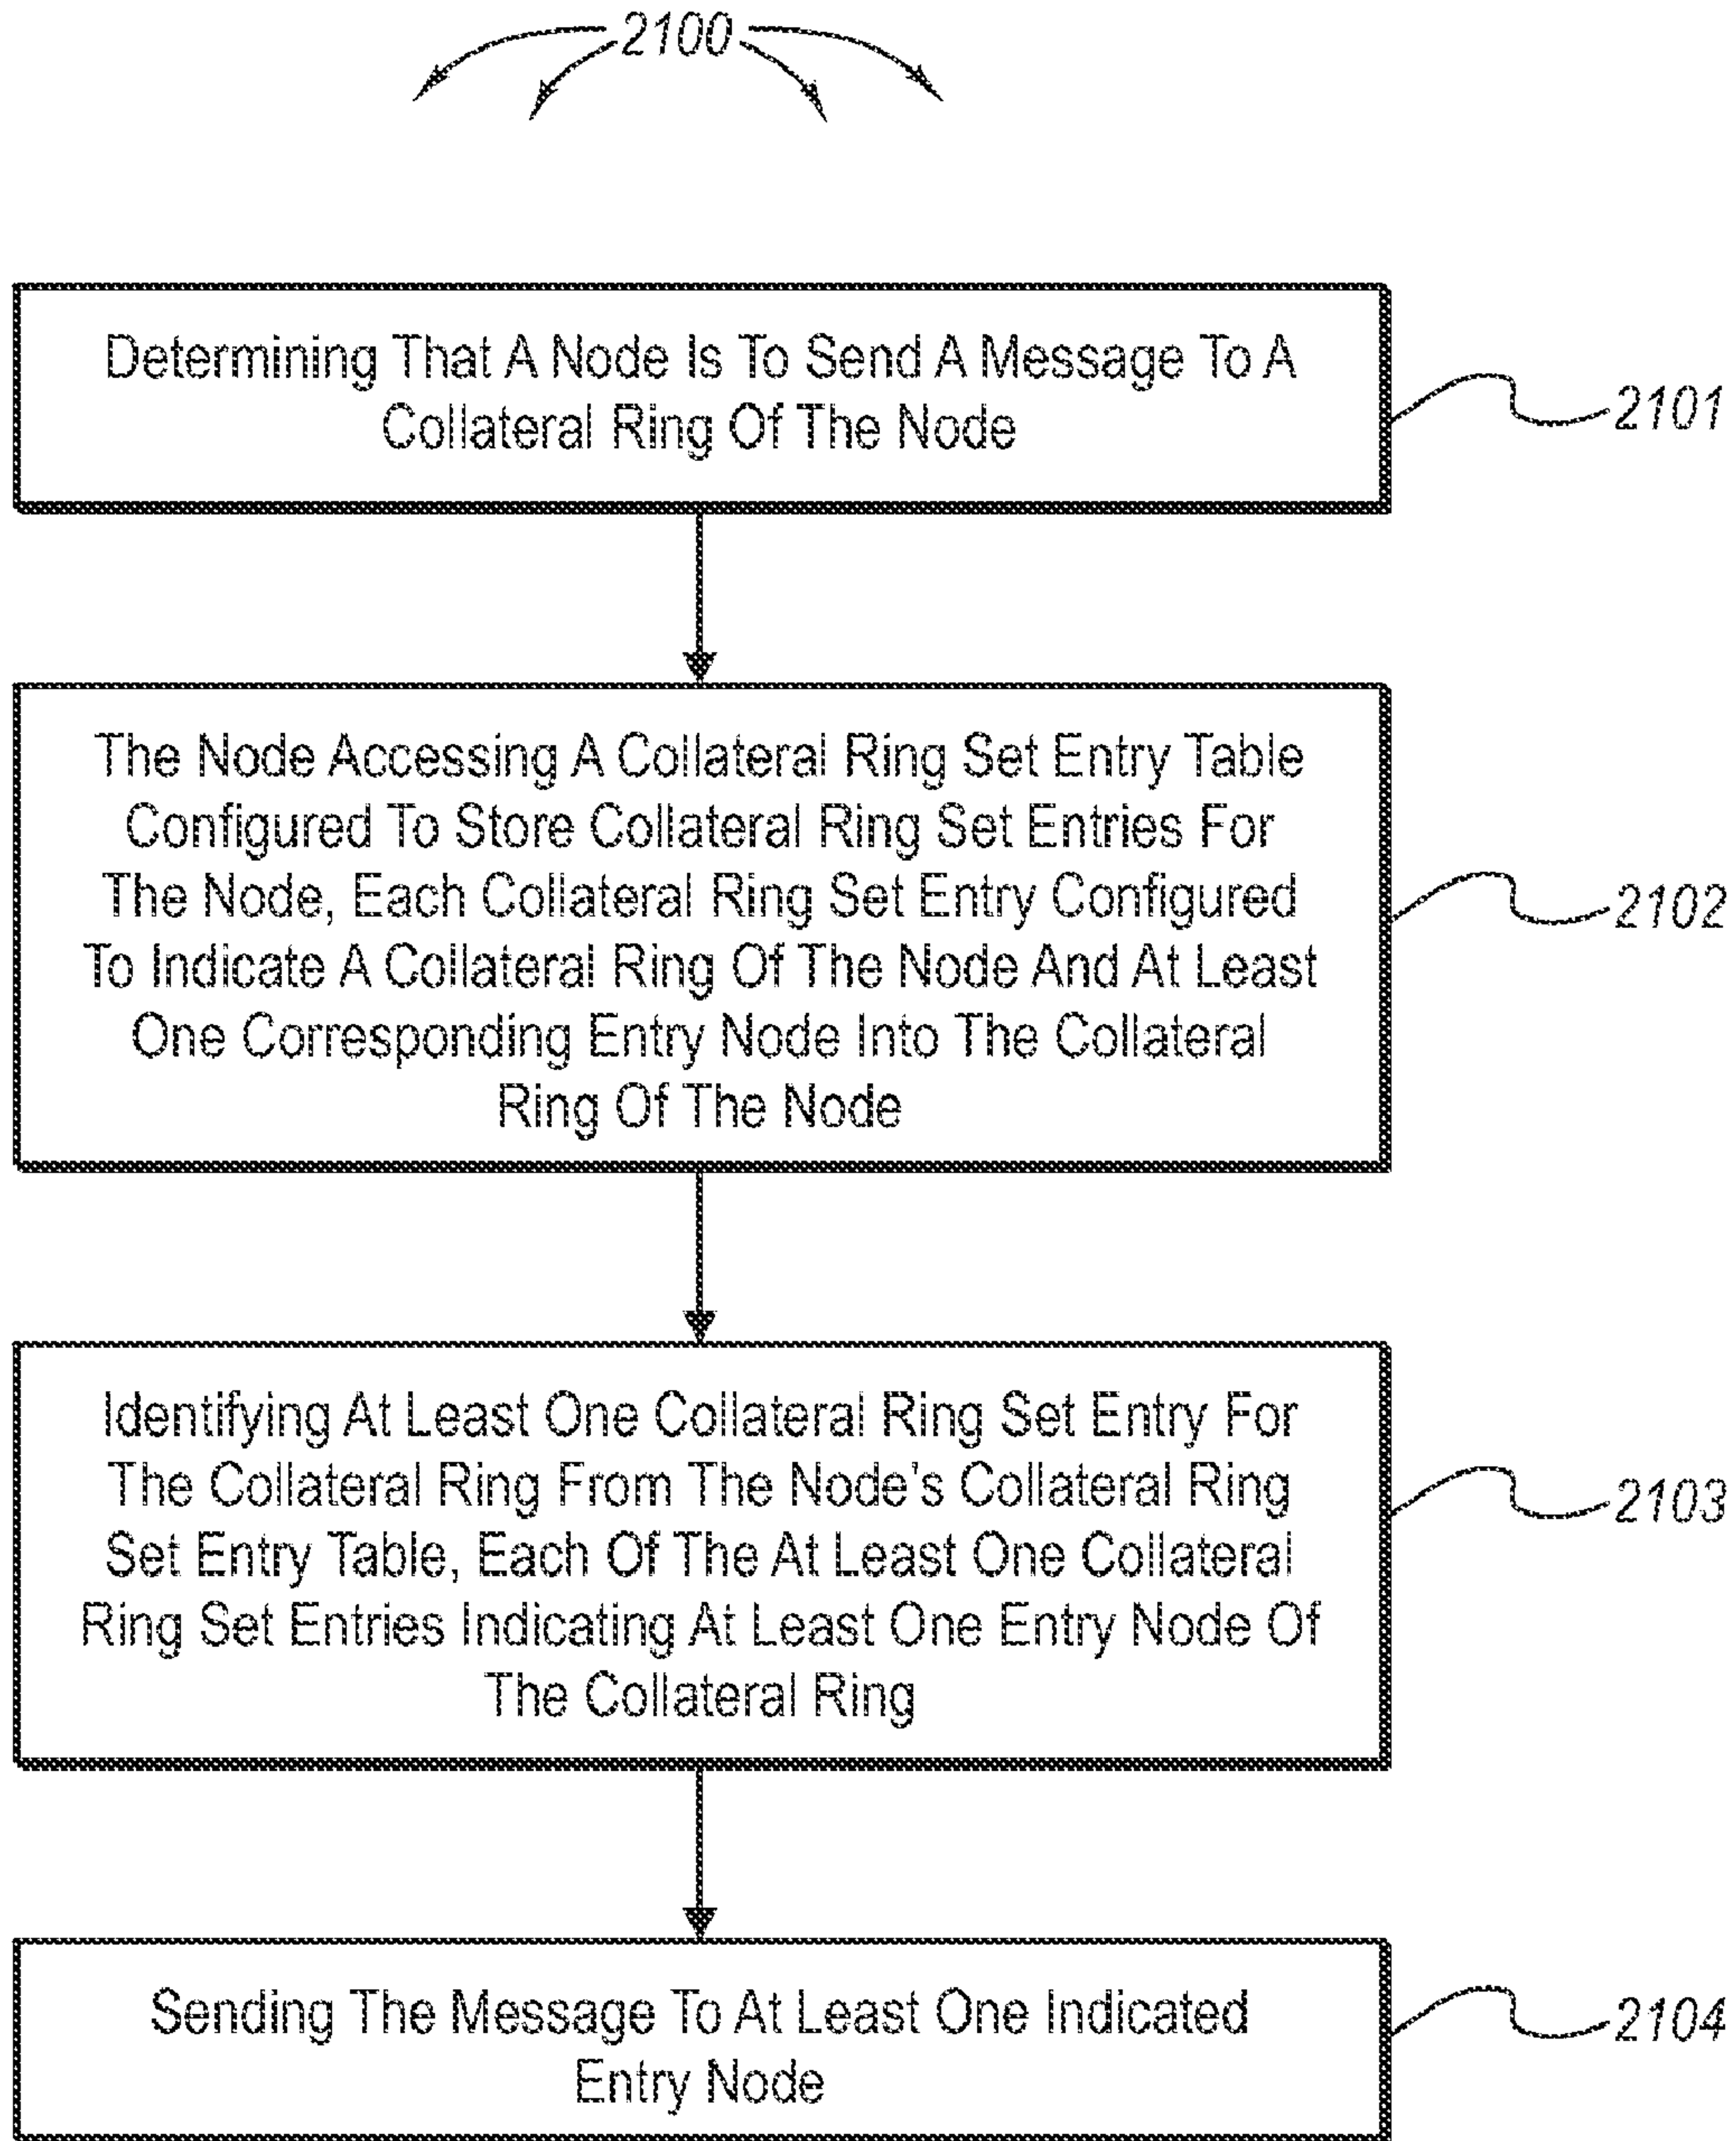 2100
Determining That A Node Is To Send A Message To A
Collateral Ring Of The Node
2101
The Node Accessing A Collateral Ring Set Entry Table
Configured To Store Collateral Ring Set Entries For
The Node, Each Collateral Ring Set Entry Configured
To Indicate A Collateral Ring Of The Node And At Least
One Corresponding Entry Node Into The Collateral
Ring Of The Node
2102
Identifying At Least One Collateral Ring Set Entry For
The Collateral Ring From The Node's Collateral Ring
Set Entry Table, Each Of The At Least One Collateral
Ring Set Entries Indicating At Least One Entry Node Of
The Collateral Ring
2103
Sending The Message To At Least One Indicated
Entry Node
2104